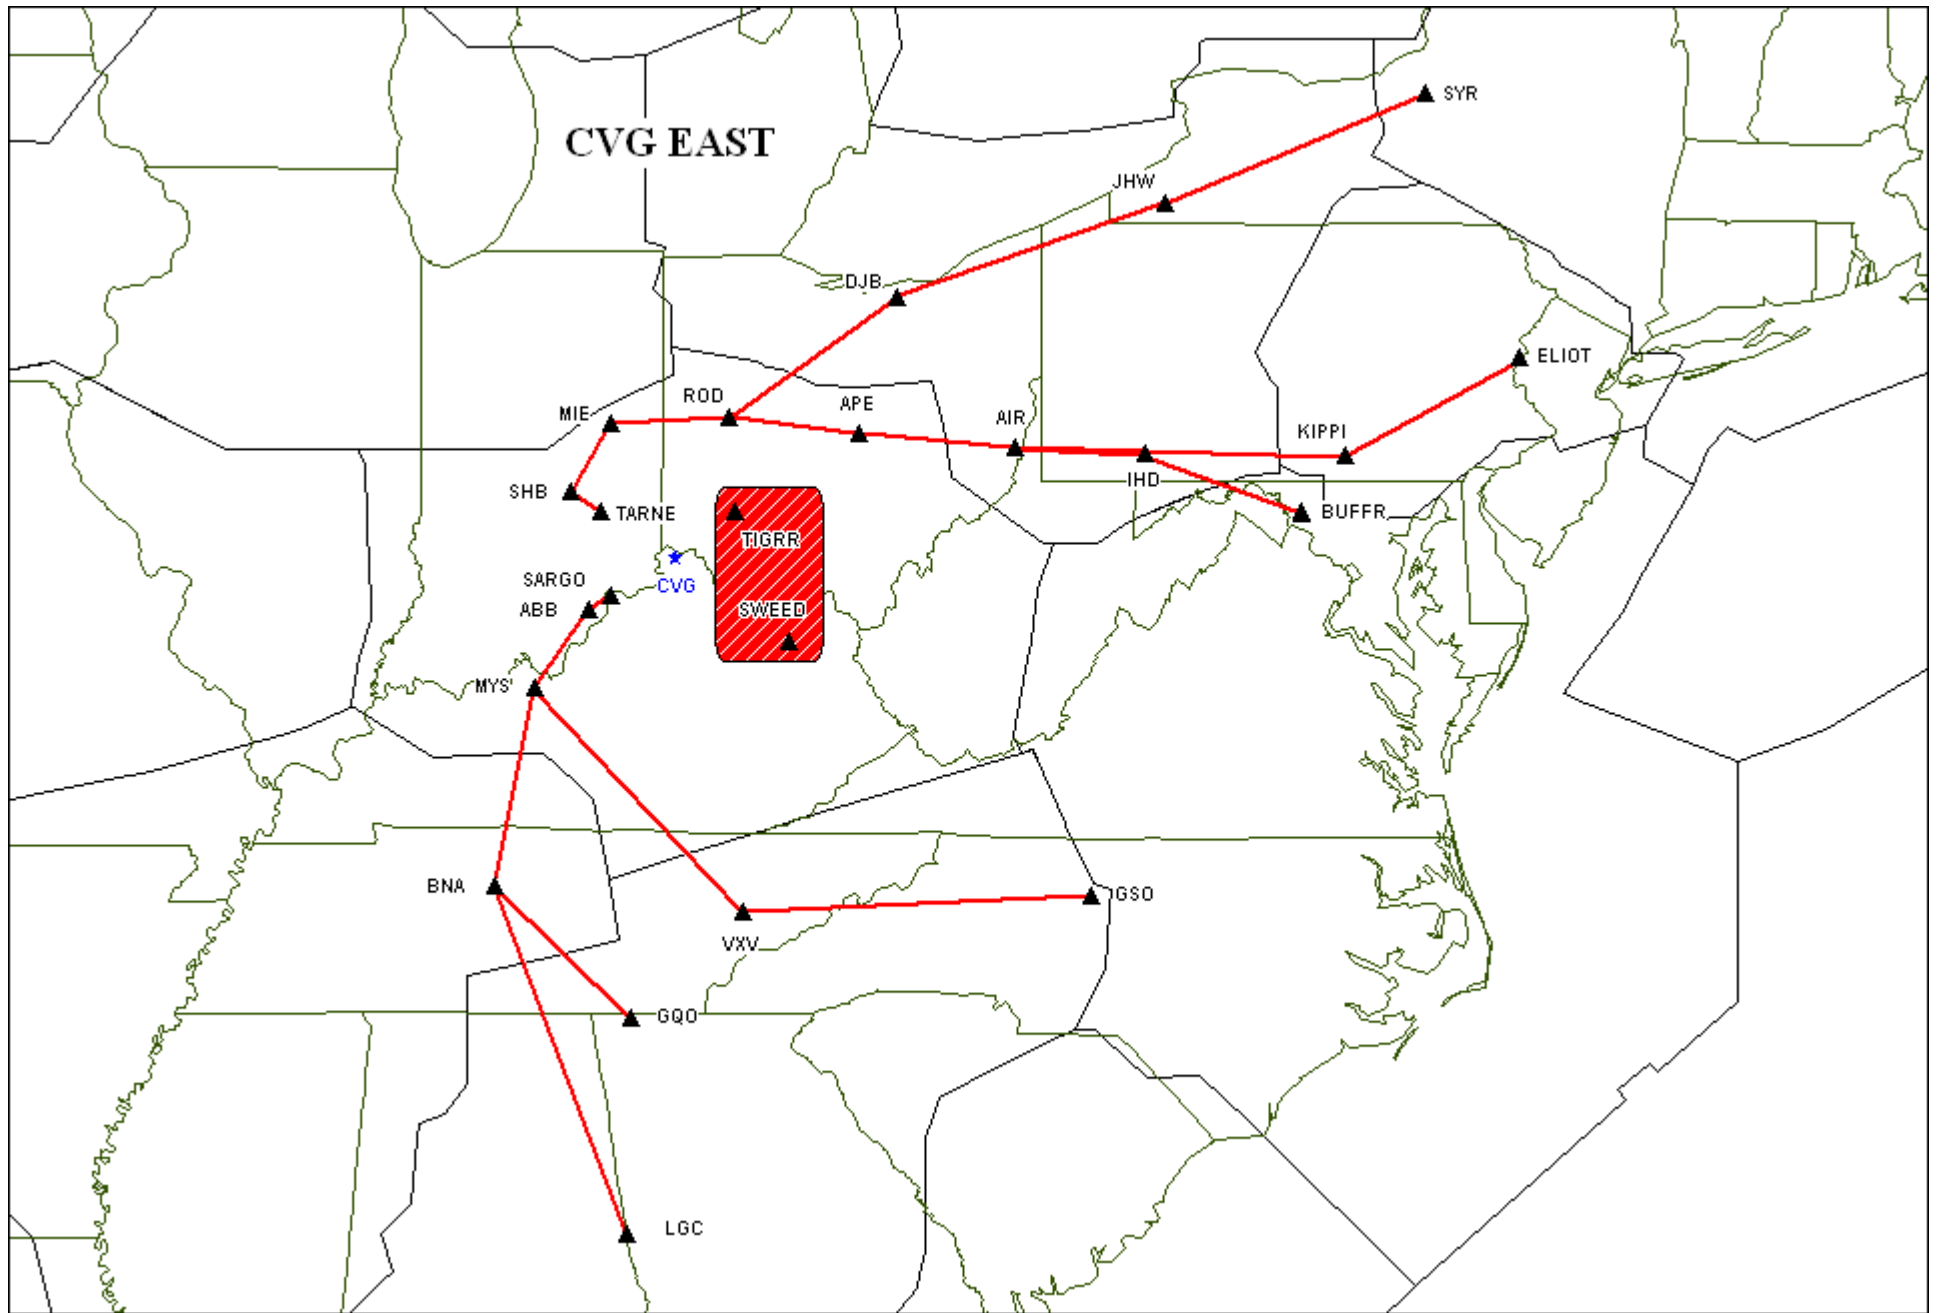 SYR
CVG EAST
JHW
DJB
ELIOT
ROD
APE
MIE
AIR
KIPPI
IHD
SHB
TARNE
BUFFR
TIGRR
SARGO
CVG
ABB
SWEED
MYS
BNA
GSO
VXV
GQO
LGC